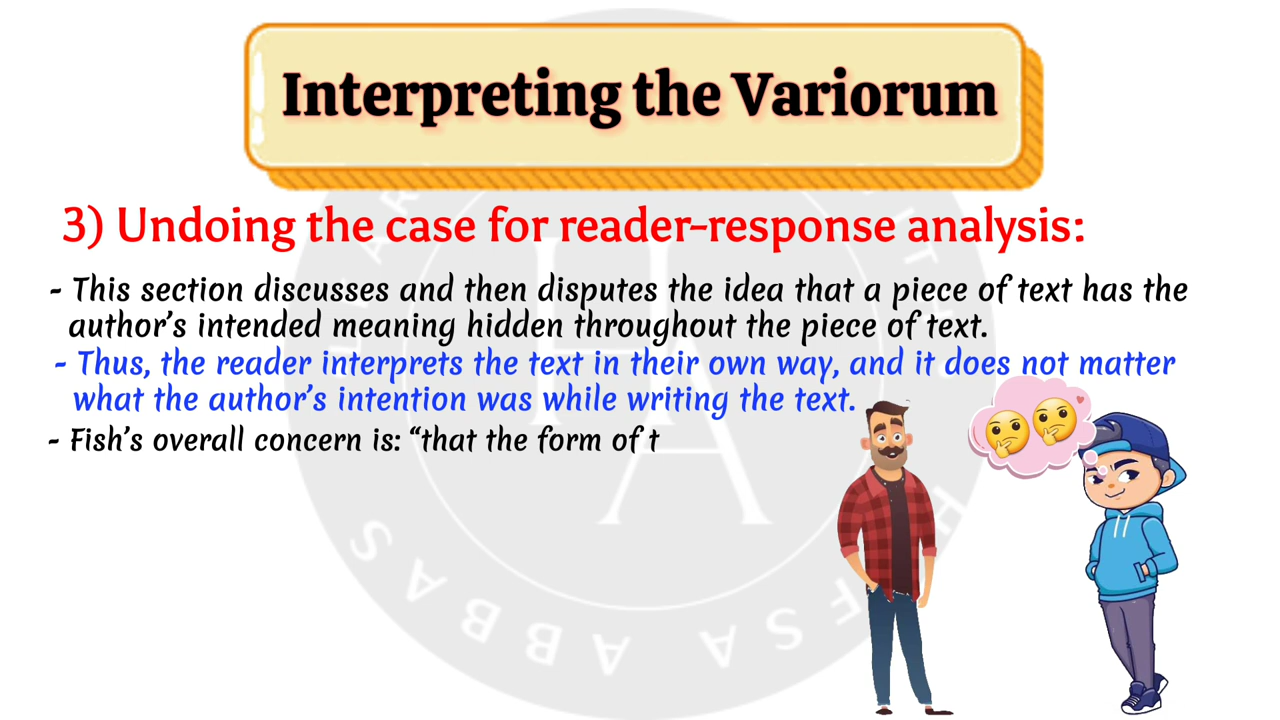 Interpreting the Variorum
3) Undoing the case for reader-response analysis:
- This section discusses and then disputes the idea that a piece of text has the
author's intended meaning hidden throughout the piece of text.
- Thus, the reader interprets the text in their own way, and it does not matter
what the author's intention was while writing the text.
- Fish's overall concern is: “that the form of t
ABBAS